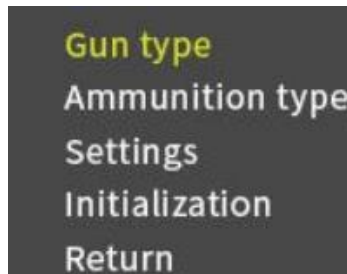 Gun type
Ammunition type
Settings
Initialization
Return